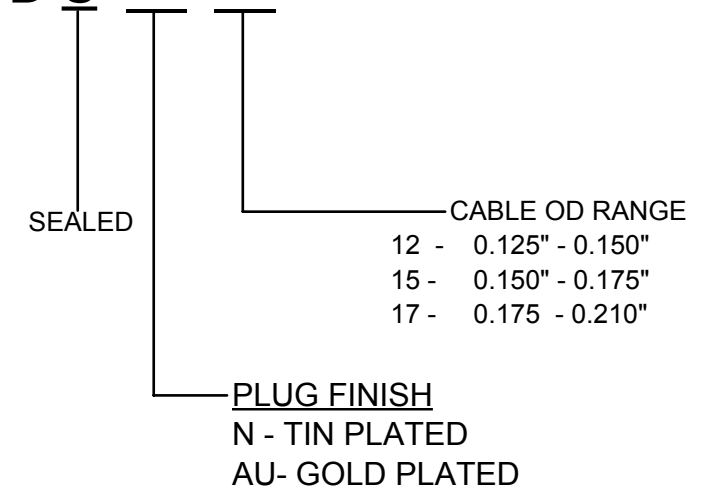 SEALED
CABLE OD RANGE
12 - 0.125" - 0.150"
15 - 0.150" - 0.175"
17 - 0.175 - 0.210"
PLUG FINISH
N - TIN PLATED
AU- GOLD PLATED